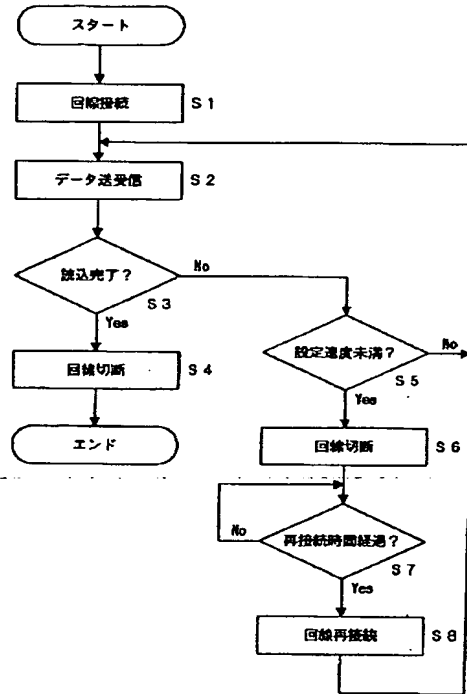 スタート
回線接続 S1
データ送受信 S2
読込完了? No
S3
Yes
回線切断 S4
エンド
設定速度未満? No
S5
Yes
回線切断 S6
再接続時間経過? No
S7
Yes
回線再接続 S8